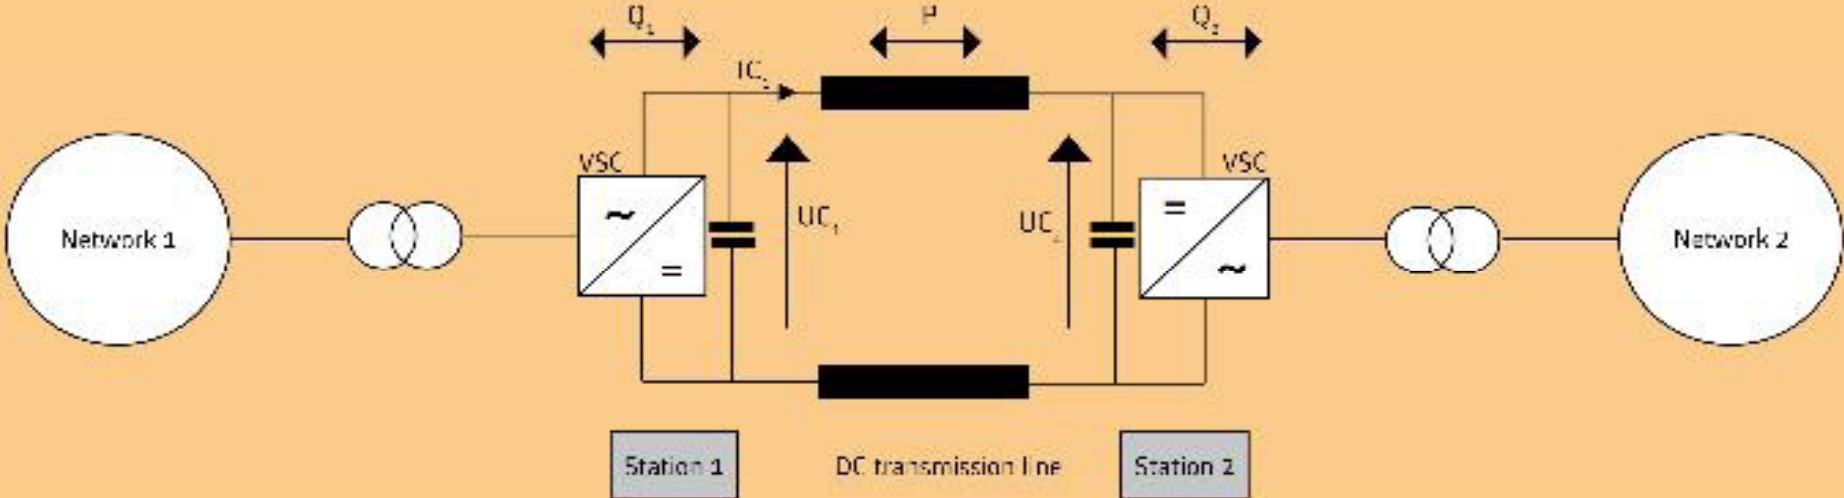 Q₁
P
Q₂
IC₁
VSC
VSC
UC₁
UC₂
Network 1
Network 2
~
=
=
~
Station 1
DC transmission line
Station 2